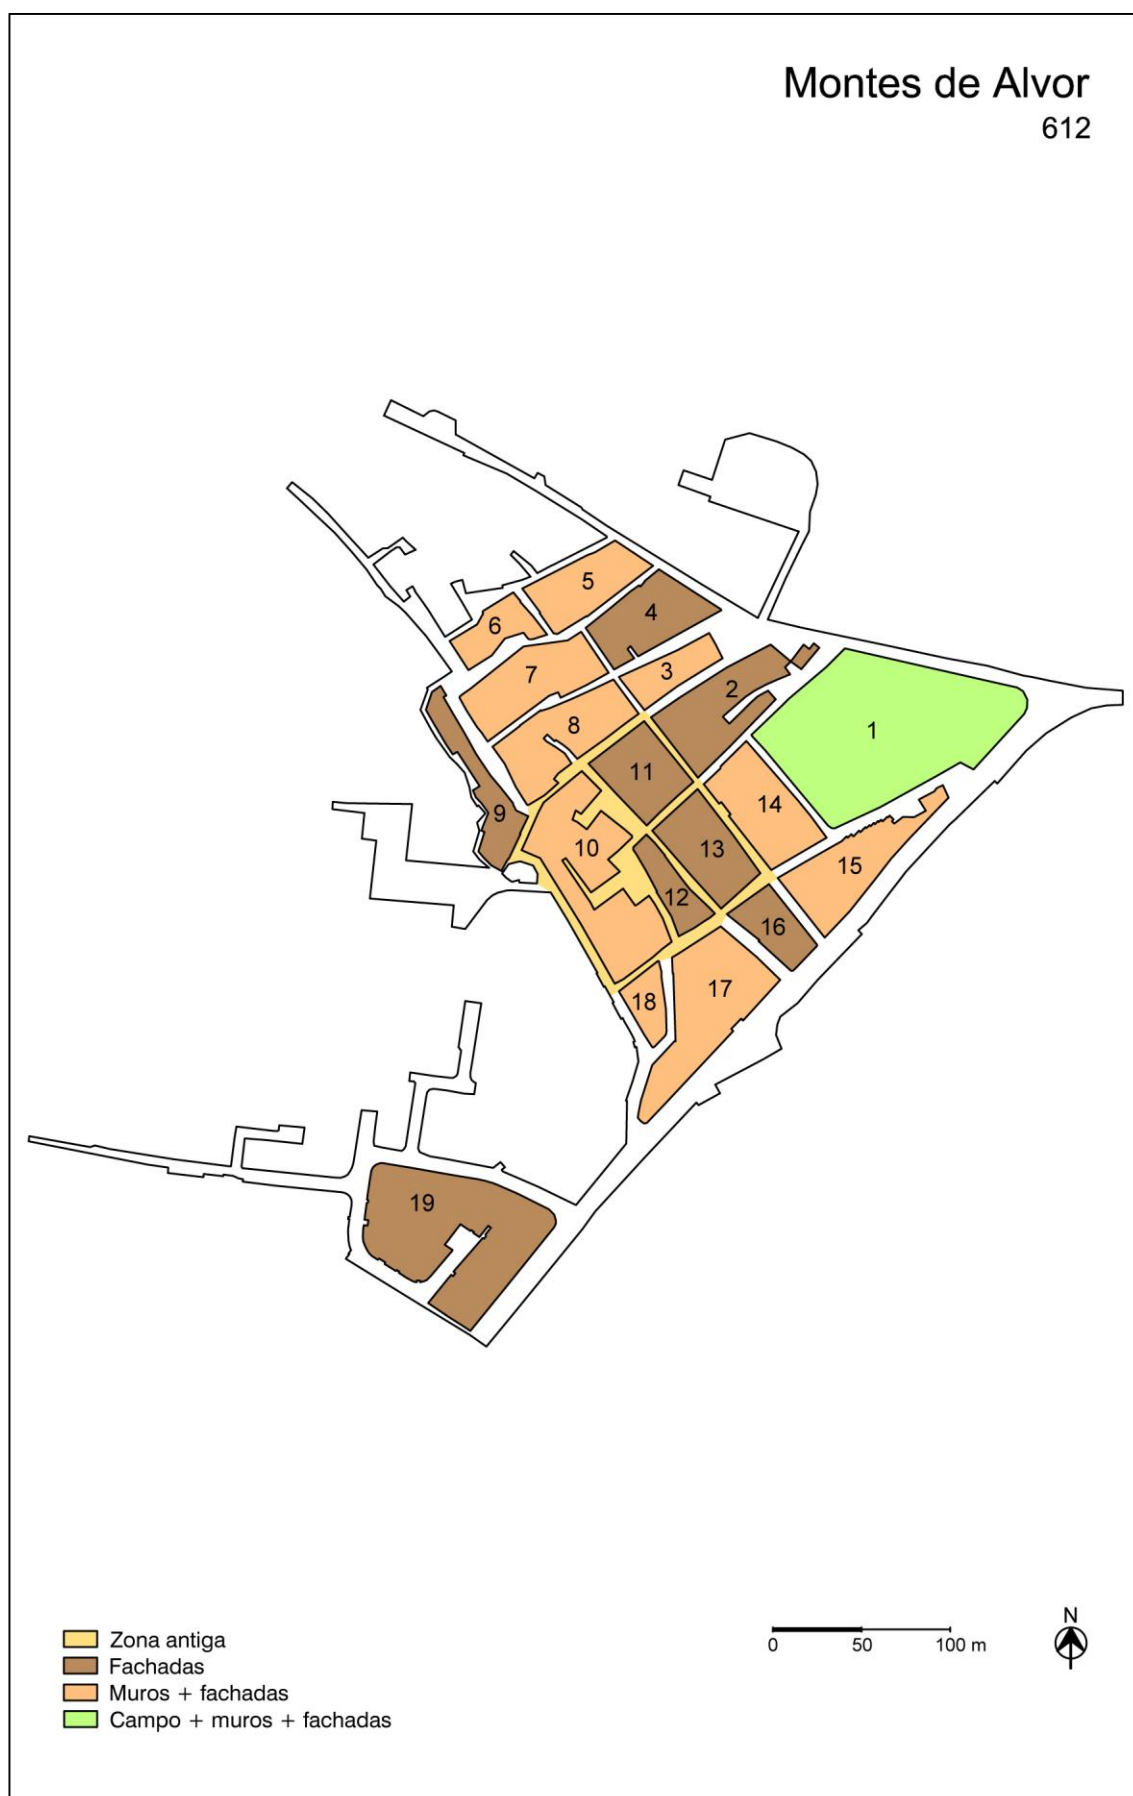 Montes de Alvor
612
5
4
6
3
7
2
1
8
11
14
9
10
13
15
12
16
17
18
19
N
Zona antiga
0 50 100 m
Fachadas
Muros + fachadas
Campo + muros + fachadas